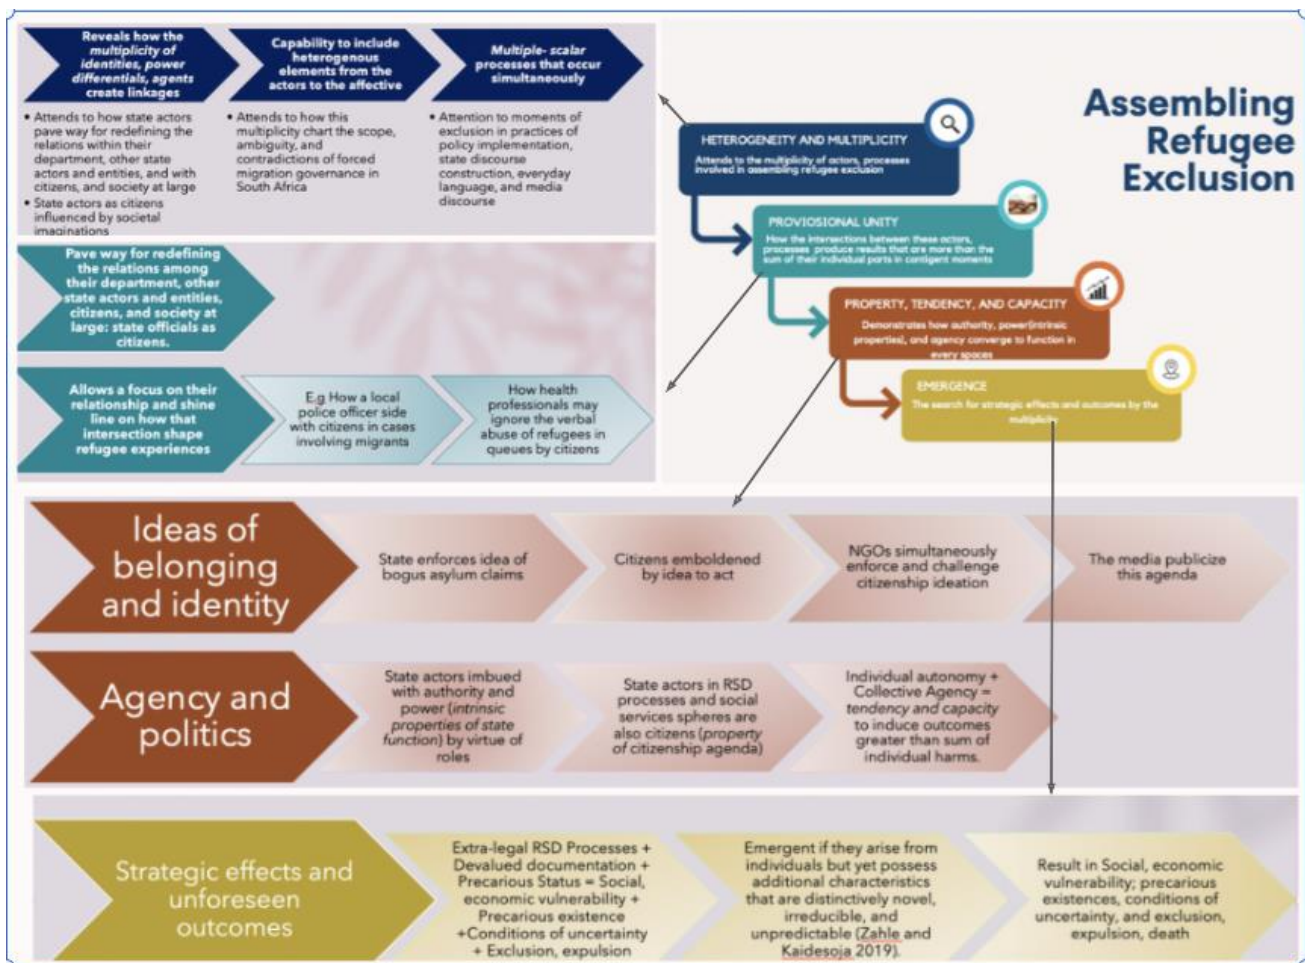 Reveals how the
multiplicity of
identities, power
differentials, agents
create linkages
Capability to include
heterogenous
elements from the
actors to the affective
Multiple- scalar
processes that occur
simultaneously
• Attends to how state actors
pave way for redefining the
relations within their
department, other state
actors and entities, and with
citizens, and society at large
• State actors as citizens
influenced by societal
imaginations
• Attends to how this
multiplicity chart the scope,
ambiguity, and
contradictions of forced
migration governance in
South Africa
• Attention to moments of
exclusion in practices of
policy implementation,
state discourse
construction, everyday
language, and media
discourse
Assembling
Refugee
Exclusion
HETEROGENEITY AND MULTIPLICITY
Attends to the multiplicity of actors, processes
involved in assembling refugee exclusion
PROVIOSIONAL UNITY
How the intersections between these actors,
processes produce results that are more than the
sum of their individual parts in contigent moments
PROPERTY, TENDENCY, AND CAPACITY
Demonstrates how authority, power(intrinsic
properties), and agency converge to function in
every spaces
EMERGENCE
The search for strategic effects and outcomes by the
multiplicity
Pave way for redefining
the relations among
their department, other
state actors and entities,
citizens, and society at
large: state officials as
citizens.
Allows a focus on their
relationship and shine
line on how that
intersection shape
refugee experiences
E.g How a local
police officer side
with citizens in cases
involving migrants
How health
professionals may
ignore the verbal
abuse of refugees in
queues by citizens
Ideas of
belonging
and identity
State enforces idea of
bogus asylum claims
Citizens emboldened
by idea to act
NGOs simultaneously
enforce and challenge
citizenship ideation
The media publicize
this agenda
Agency and
politics
State actors imbued
with authority and
power (intrinsic
properties of state
function) by virtue of
roles
State actors in RSD
processes and social
services spheres are
also citizens (property
of citizenship agenda)
Individual autonomy +
Collective Agency =
tendency and capacity
to induce outcomes
greater than sum of
individual harms.
Strategic effects and
unforeseen
outcomes
Extra-legal RSD Processes +
Devalued documentation +
Precarious Status = Social,
economic vulnerability +
Precarious existence
+Conditions of uncertainty
+ Exclusion, expulsion
Emergent if they arise from
individuals but yet possess
additional characteristics
that are distinctively novel,
irreducible, and
unpredictable (Zahle and
Kaidesoja 2019).
Result in Social, economic
vulnerability; precarious
existences, conditions of
uncertainty, and exclusion,
expulsion, death